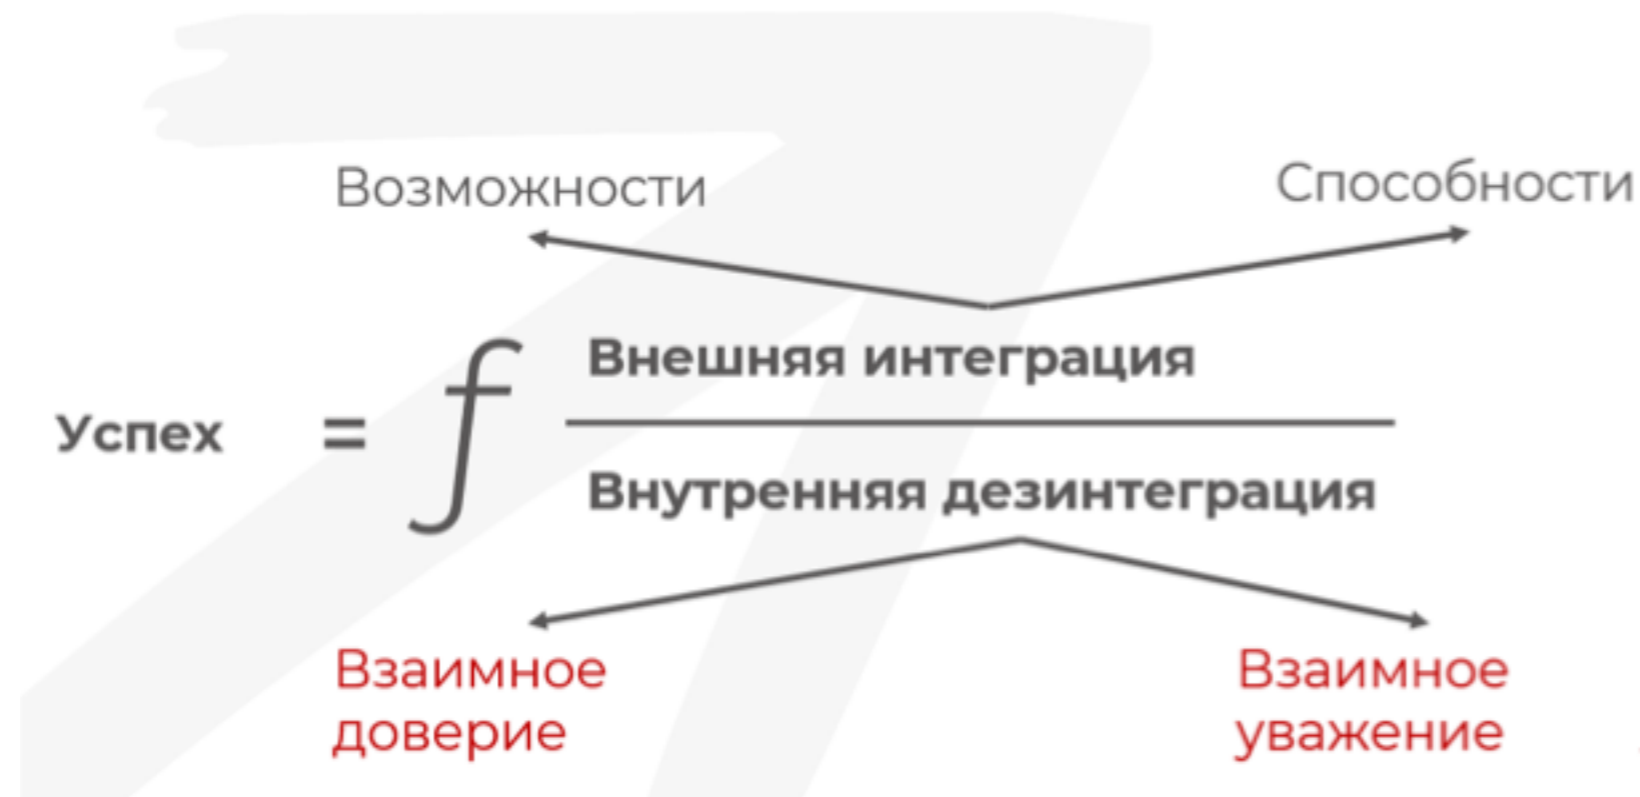 Возможности
Способности
Внешняя интеграция
Успех = f
Внутренняя дезинтеграция
Взаимное
доверие
Взаимное
уважение